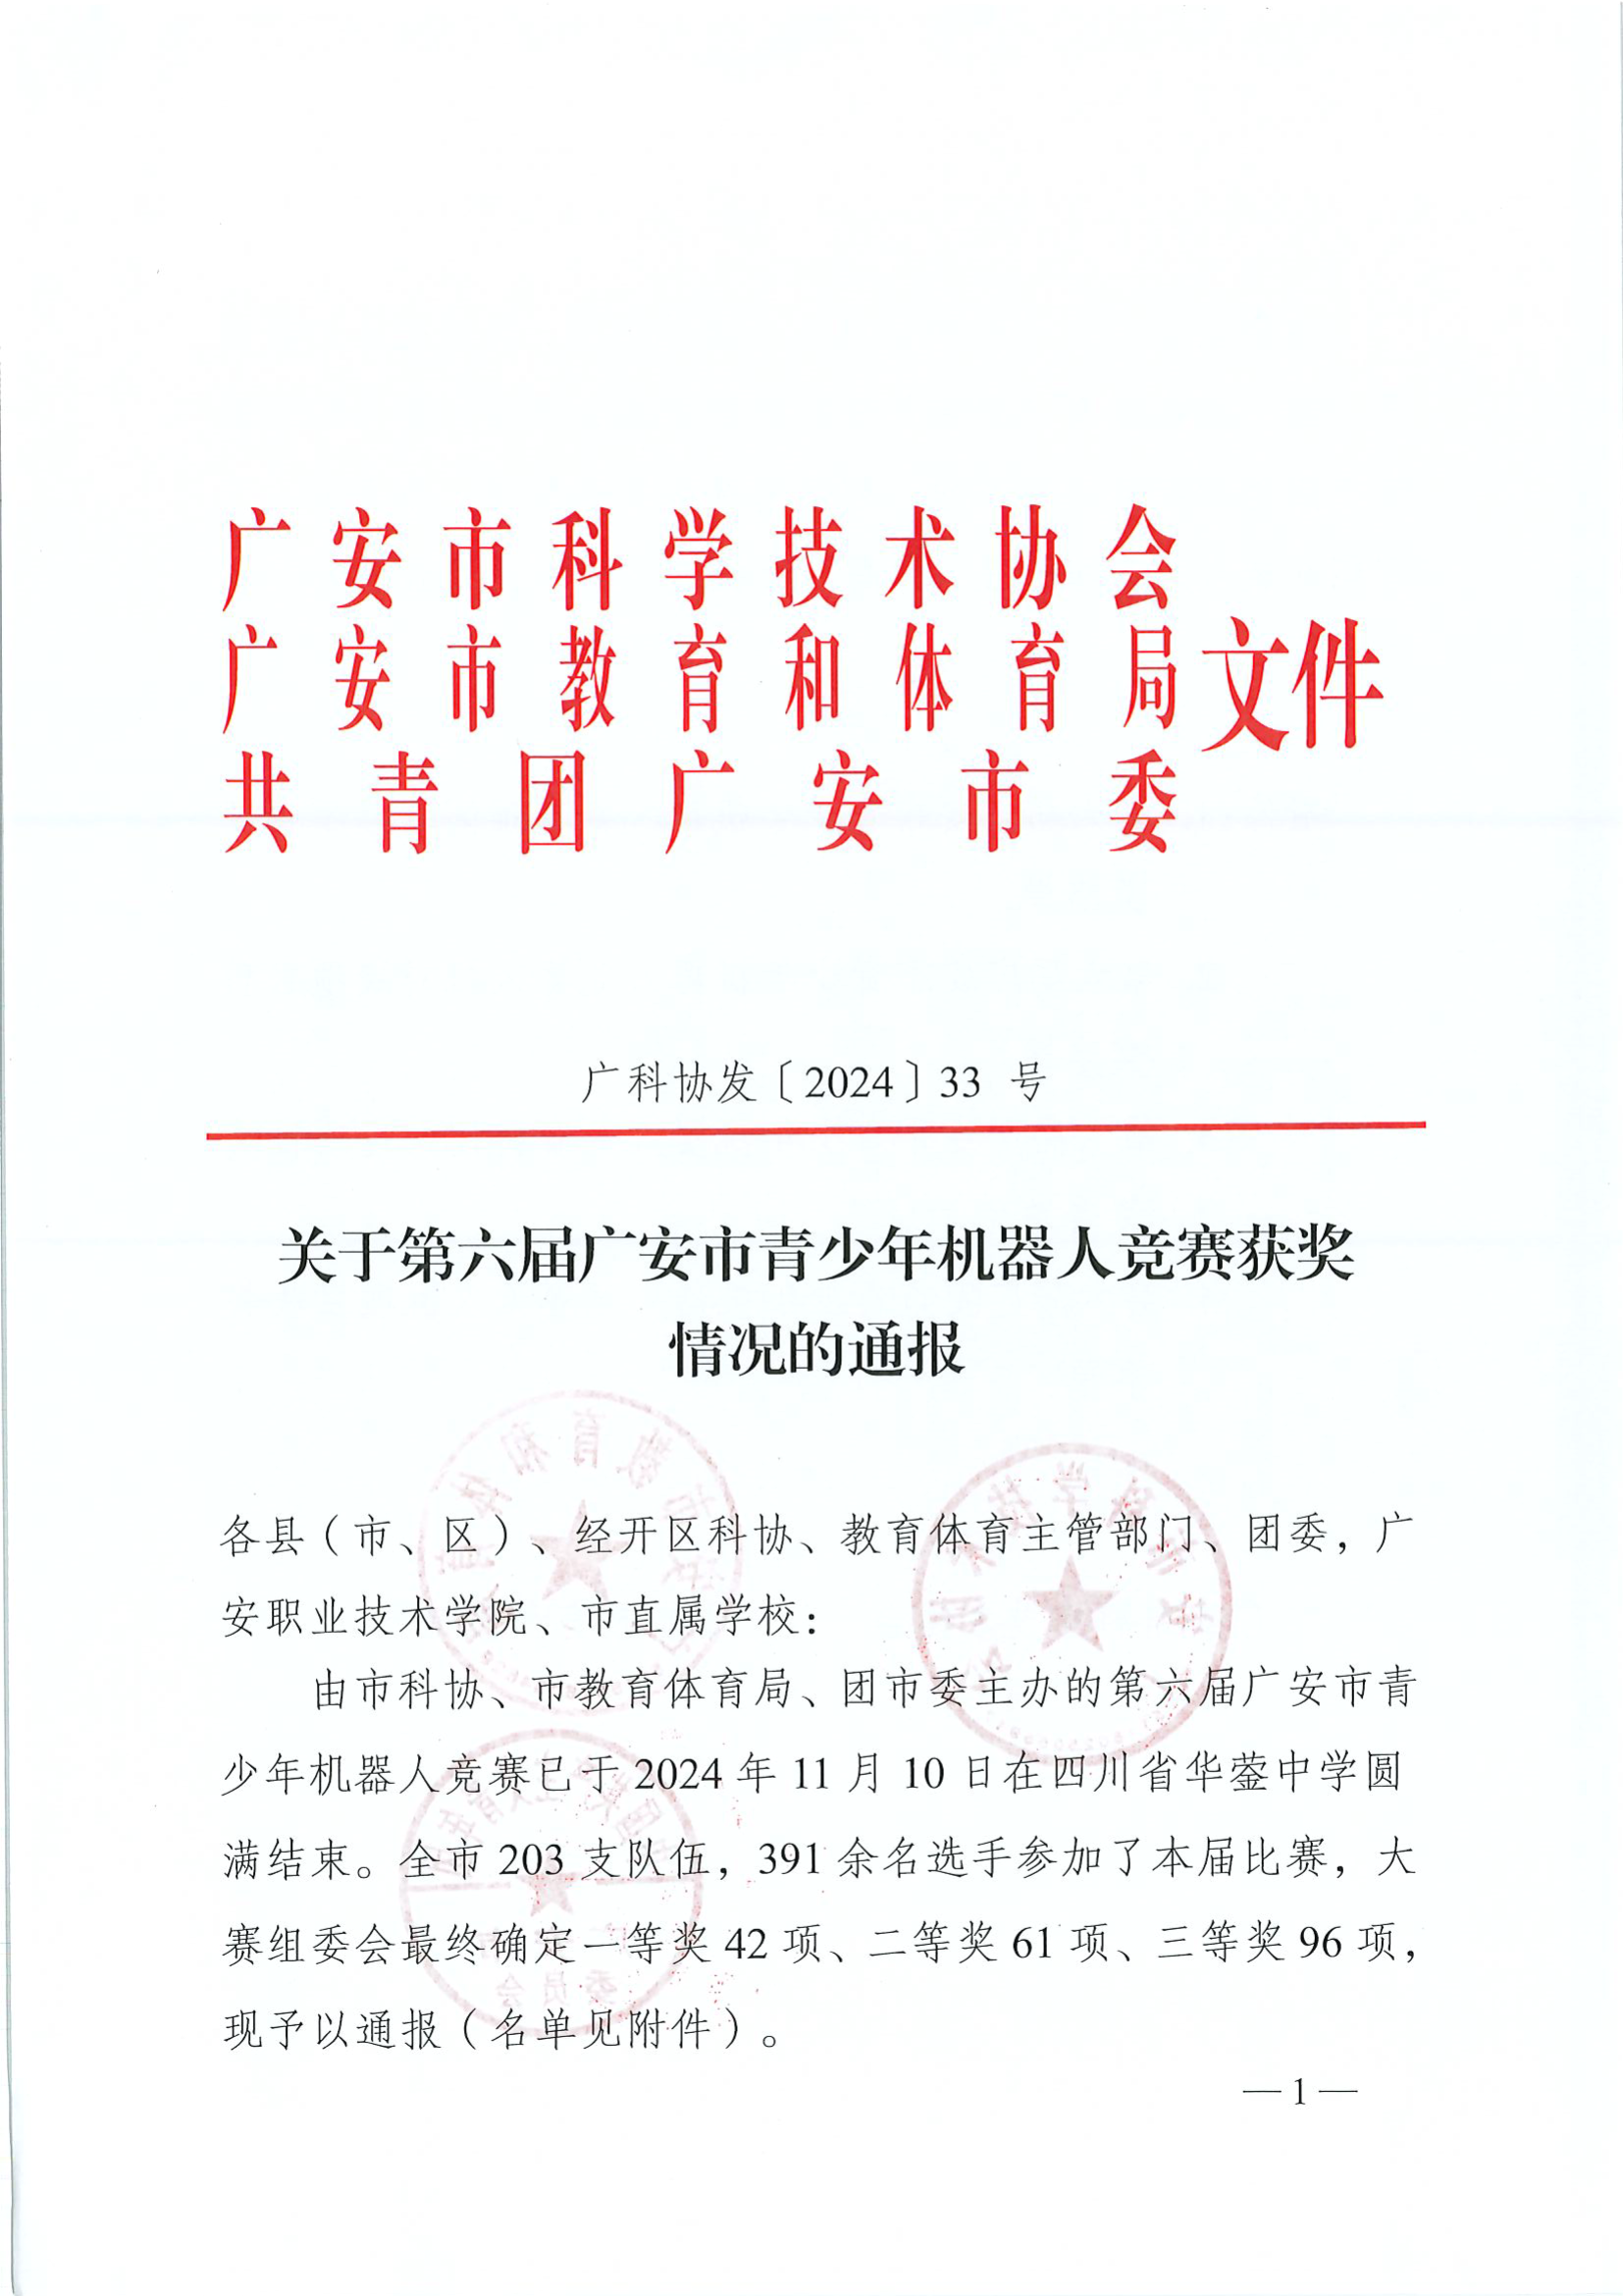 广安市科学技术协会
广安市教育和体育局文件
共青团广安市委
广科协发〔2024〕33 号
关于第六届广安市青少年机器人竞赛获奖
情况的通报
各县（市、区）、经开区科协、教育体育主管部门、团委，广
安职业技术学院、市直属学校：
由市科协、市教育体育局、团市委主办的第六届广安市青
少年机器人竞赛已于 2024 年 11 月 10 日在四川省华蓥中学圆
满结束。全市 203 支队伍，391 余名选手参加了本届比赛，大
赛组委会最终确定一等奖 42 项、二等奖 61 项、三等奖 96 项，
现予以通报（名单见附件）。
— 1 —